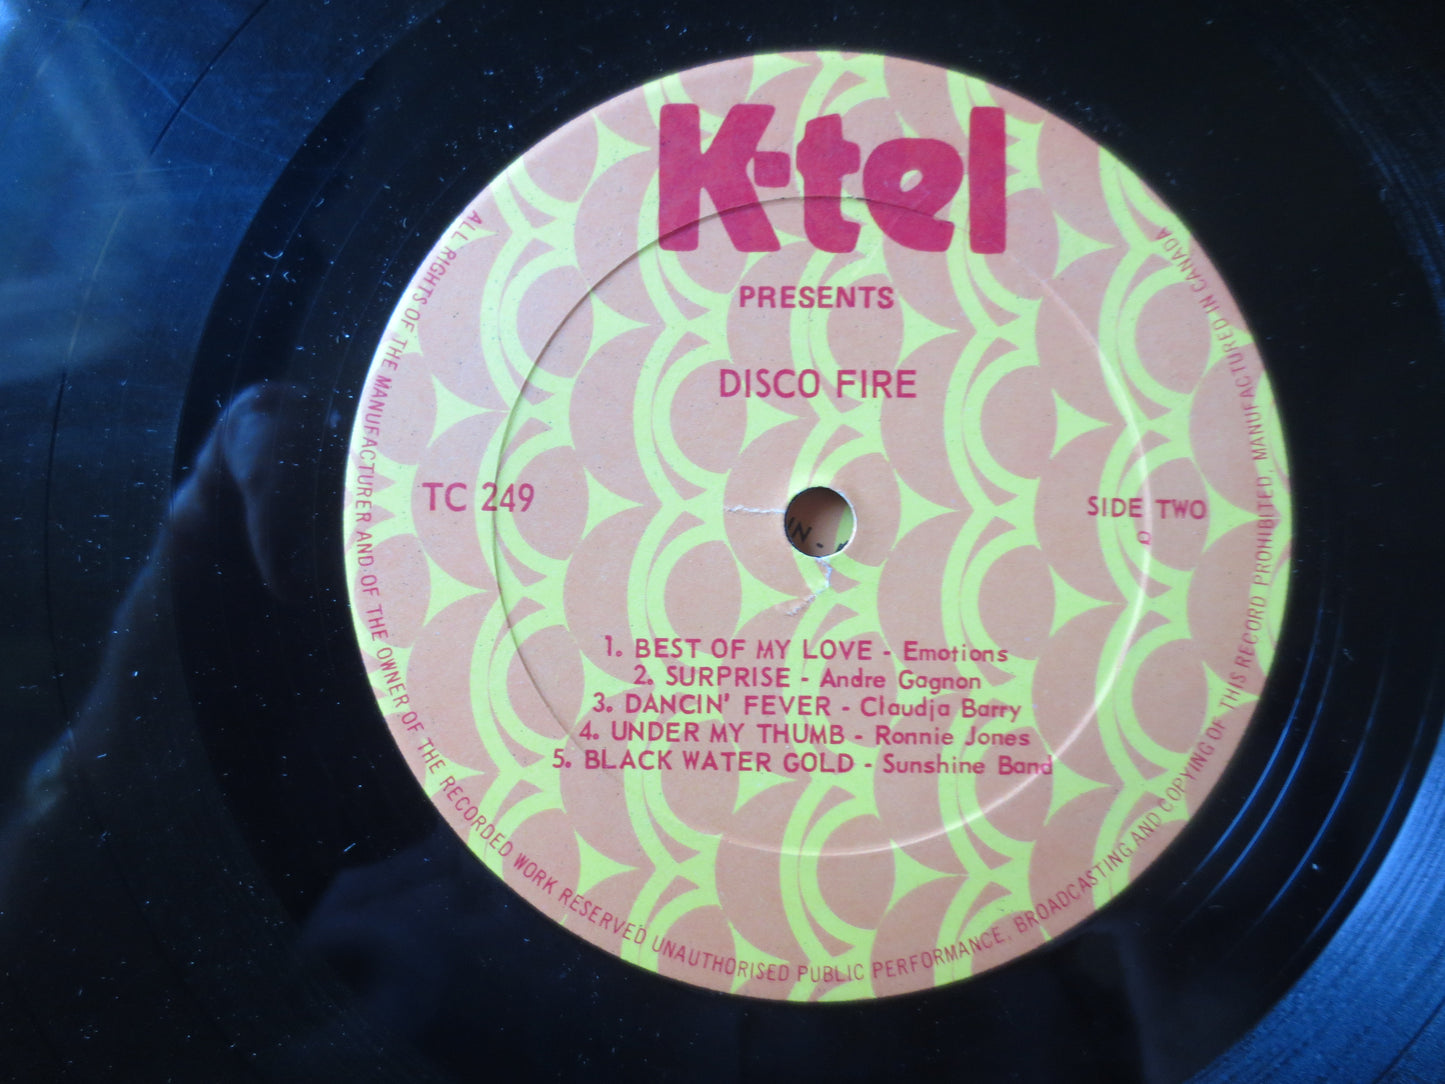 K-tel
PRESENTS
DISCO FIRE
TC 249
SIDE TWO
1. BEST OF MY LOVE - Emotions
2. SURPRISE - Andre Gagnon
3. DANCIN' FEVER - Claudja Barry
4. UNDER MY THUMB - Ronnie Jones
5. BLACK WATER GOLD - Sunshine Band
ALL RIGHTS OF THE MANUFACTURER AND OF THE OWNER OF THE RECORDED WORK RESERVED UNAUTHORISED PUBLIC PERFORMANCE, BROADCASTING AND COPYING OF THIS RECORD PROHIBITED, MANUFACTURED IN CANADA